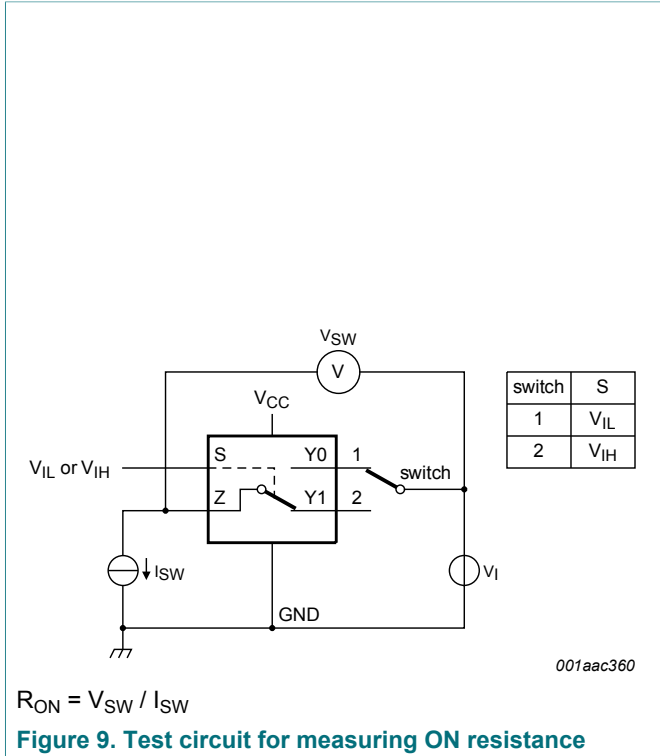 VSW
V
VCC
switch S
1 VIL
2 VIH
S Y0 1
VIL or VIH
switch
Z Y1 2
ISW
VI
GND
001aac360
RON = VSW / ISW
Figure 9. Test circuit for measuring ON resistance